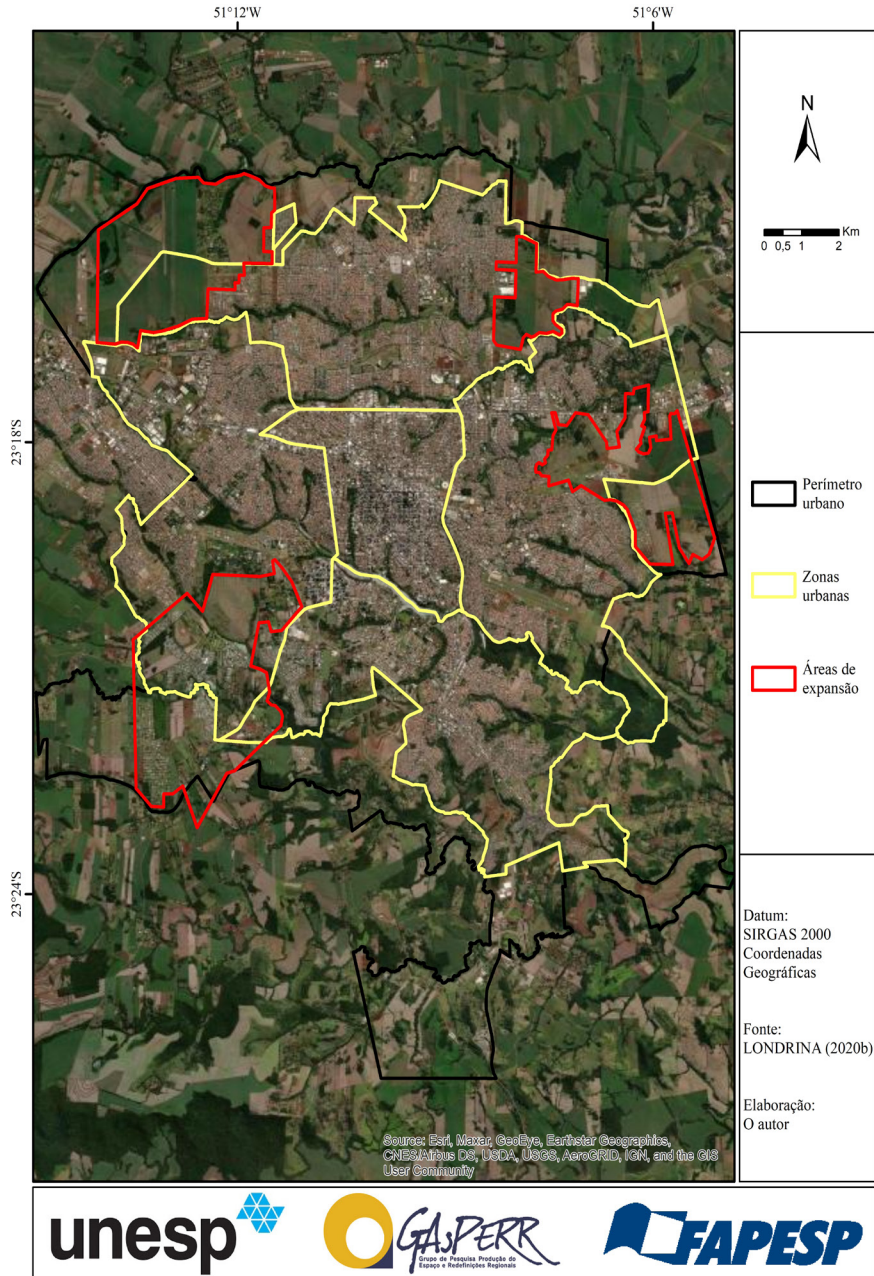 51°12'W
51°6'W
N
Km
0 0,5 1 2
23°18'S
Perímetro
urbano
Zonas
urbanas
Áreas de
expansão
23°24'S
Datum:
SIRGAS 2000
Coordenadas
Geográficas
Fonte:
LONDRINA (2020b)
Elaboração:
O autor
Source: Esri, Maxar, GeoEye, Earthstar Geographics,
CNES/Airbus DS, USDA, USGS, AeroGRID, IGN, and the GIS
User Community
unesp
GAsPERR
Grupo de Pesquisa Produção do
Espaço e Redefinições Regionais
FAPESP